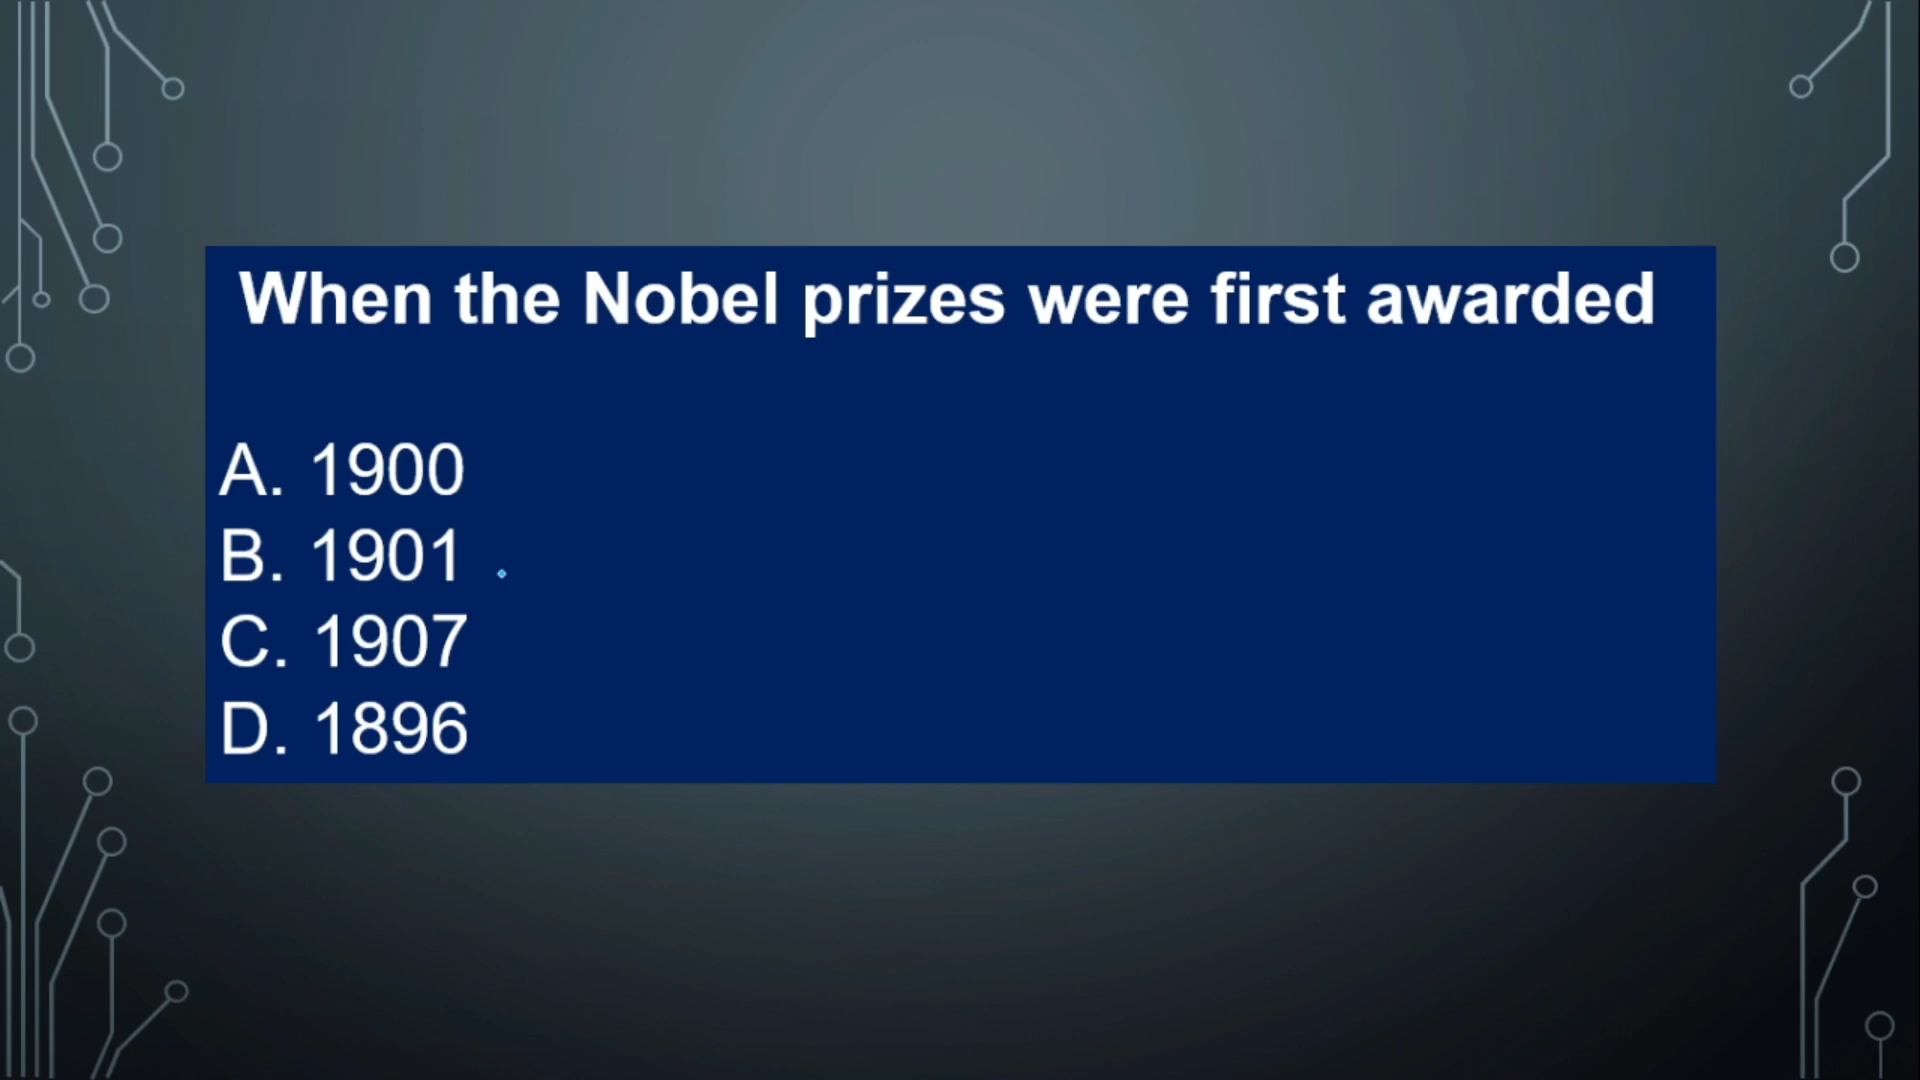 When the Nobel prizes were first awarded
A. 1900
B. 1901
C. 1907
D. 1896